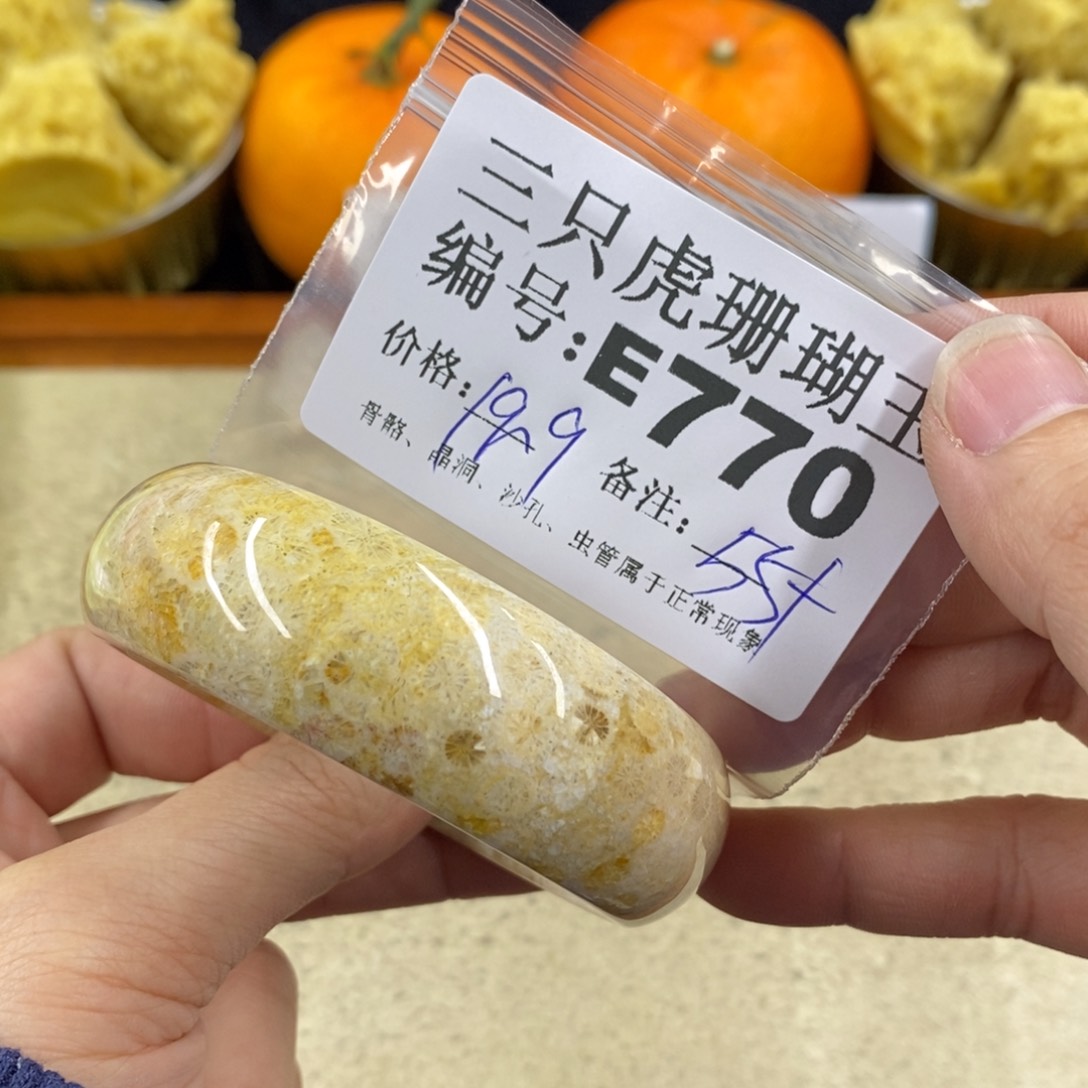 三只虎珊瑚玉
编号:E770
价格:199 备注:55+
骨骼、晶洞、沙孔、虫管属于正常现象